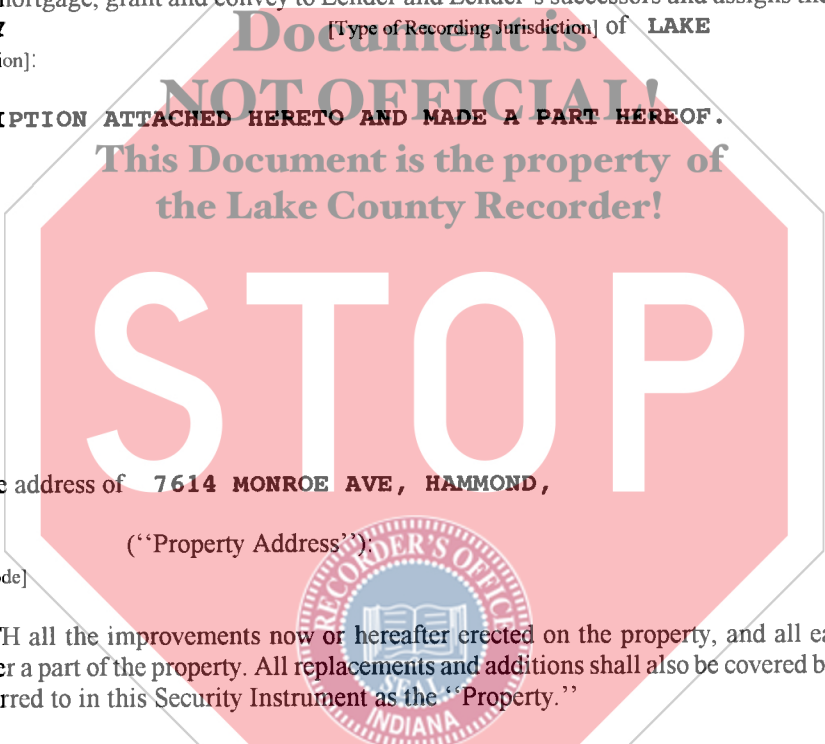 mortgage, grant and convey to Lender and Lender's successors and assigns the
Document is
[Type of Recording Jurisdiction] of LAKE
ion]:
NOT OFFICIAL!
IPTION ATTACHED HERETO AND MADE A PART HEREOF.
This Document is the property of
the Lake County Recorder!
STOP
e address of 7614 MONROE AVE, HAMMOND,
(‘‘Property Address’’):
ode]
RECORDER'S OFFICE
TH all the improvements now or hereafter erected on the property, and all ea
er a part of the property. All replacements and additions shall also be covered b
SEAL
rred to in this Security Instrument as the ‘‘Property.’’
INDIANA